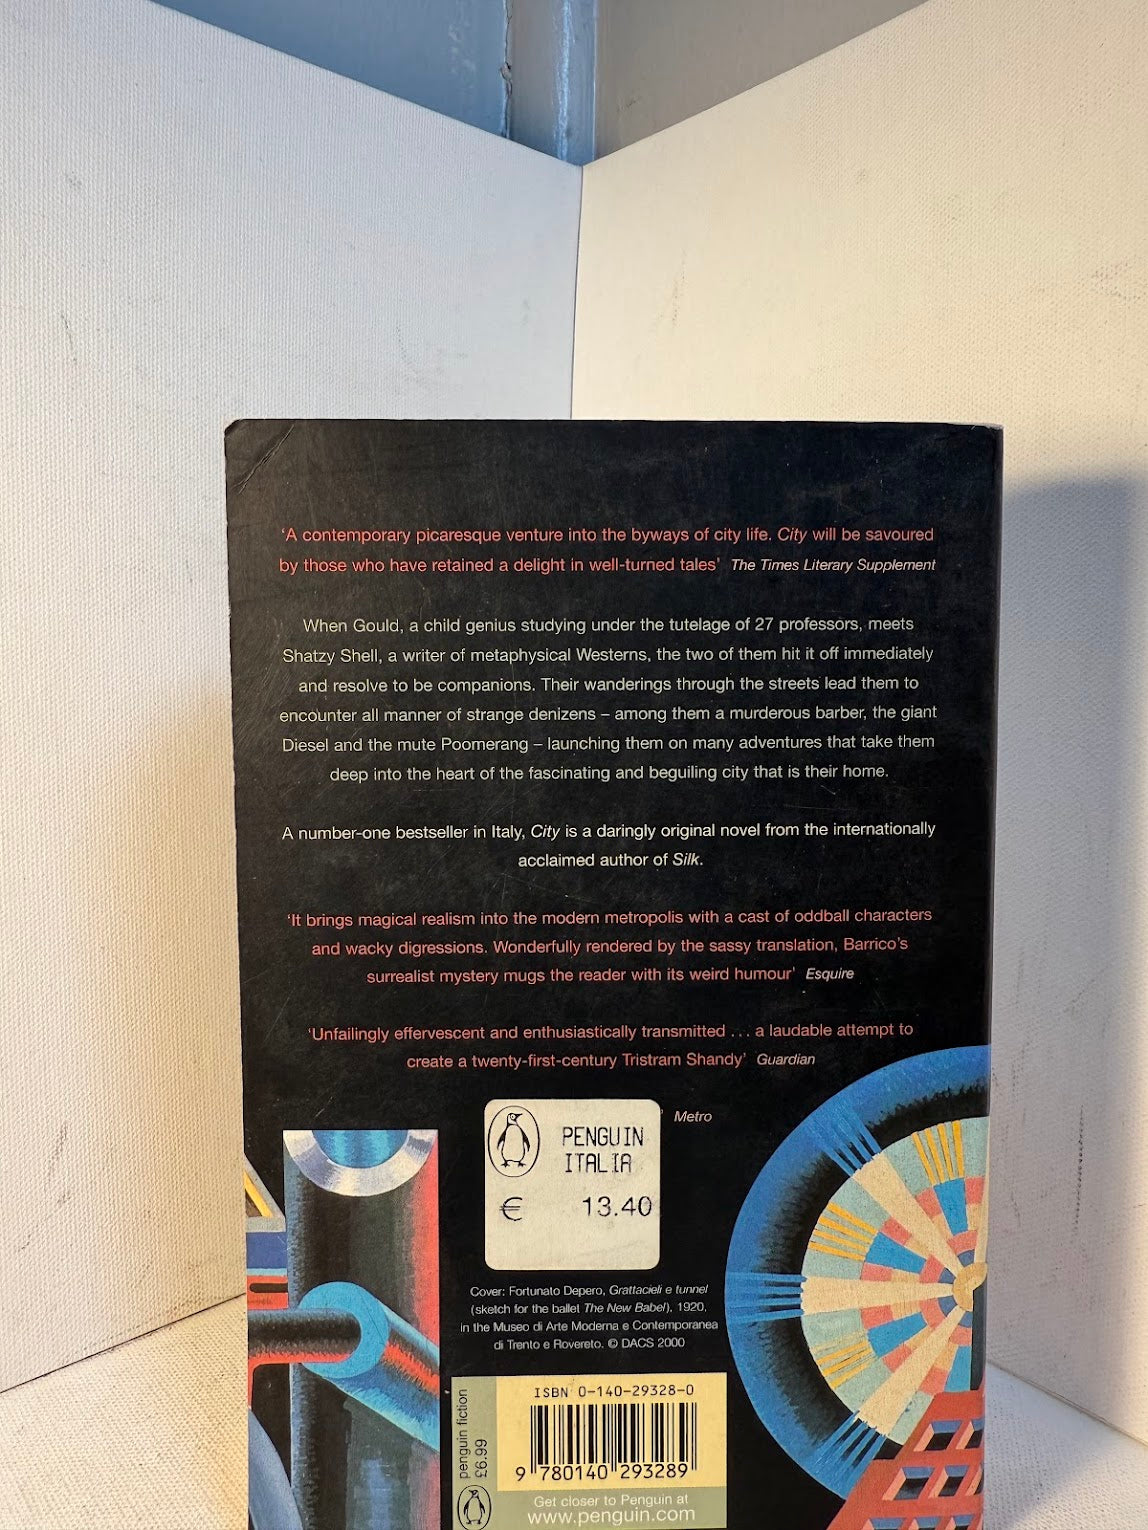 ‘A contemporary picaresque venture into the byways of city life. City will be savoured
by those who have retained a delight in well-turned tales’ The Times Literary Supplement
When Gould, a child genius studying under the tutelage of 27 professors, meets
Shatzy Shell, a writer of metaphysical Westerns, the two of them hit it off immediately
and resolve to be companions. Their wanderings through the streets lead them to
encounter all manner of strange denizens – among them a murderous barber, the giant
Diesel and the mute Poomerang – launching them on many adventures that take them
deep into the heart of the fascinating and beguiling city that is their home.
A number-one bestseller in Italy, City is a daringly original novel from the internationally
acclaimed author of Silk.
‘It brings magical realism into the modern metropolis with a cast of oddball characters
and wacky digressions. Wonderfully rendered by the sassy translation, Barrico’s
surrealist mystery mugs the reader with its weird humour’ Esquire
‘Unfailingly effervescent and enthusiastically transmitted . . . a laudable attempt to
create a twenty-first-century Tristram Shandy’ Guardian
’ Metro
PENGUIN
ITALIA
€ 13.40
Cover: Fortunato Depero, Grattacieli e tunnel
(sketch for the ballet The New Babel), 1920,
in the Museo di Arte Moderna e Contemporanea
di Trento e Rovereto. © DACS 2000
penguin fiction
£6.99
ISBN 0-140-29328-0
9 780140 293289
Get closer to Penguin at
www.penguin.com